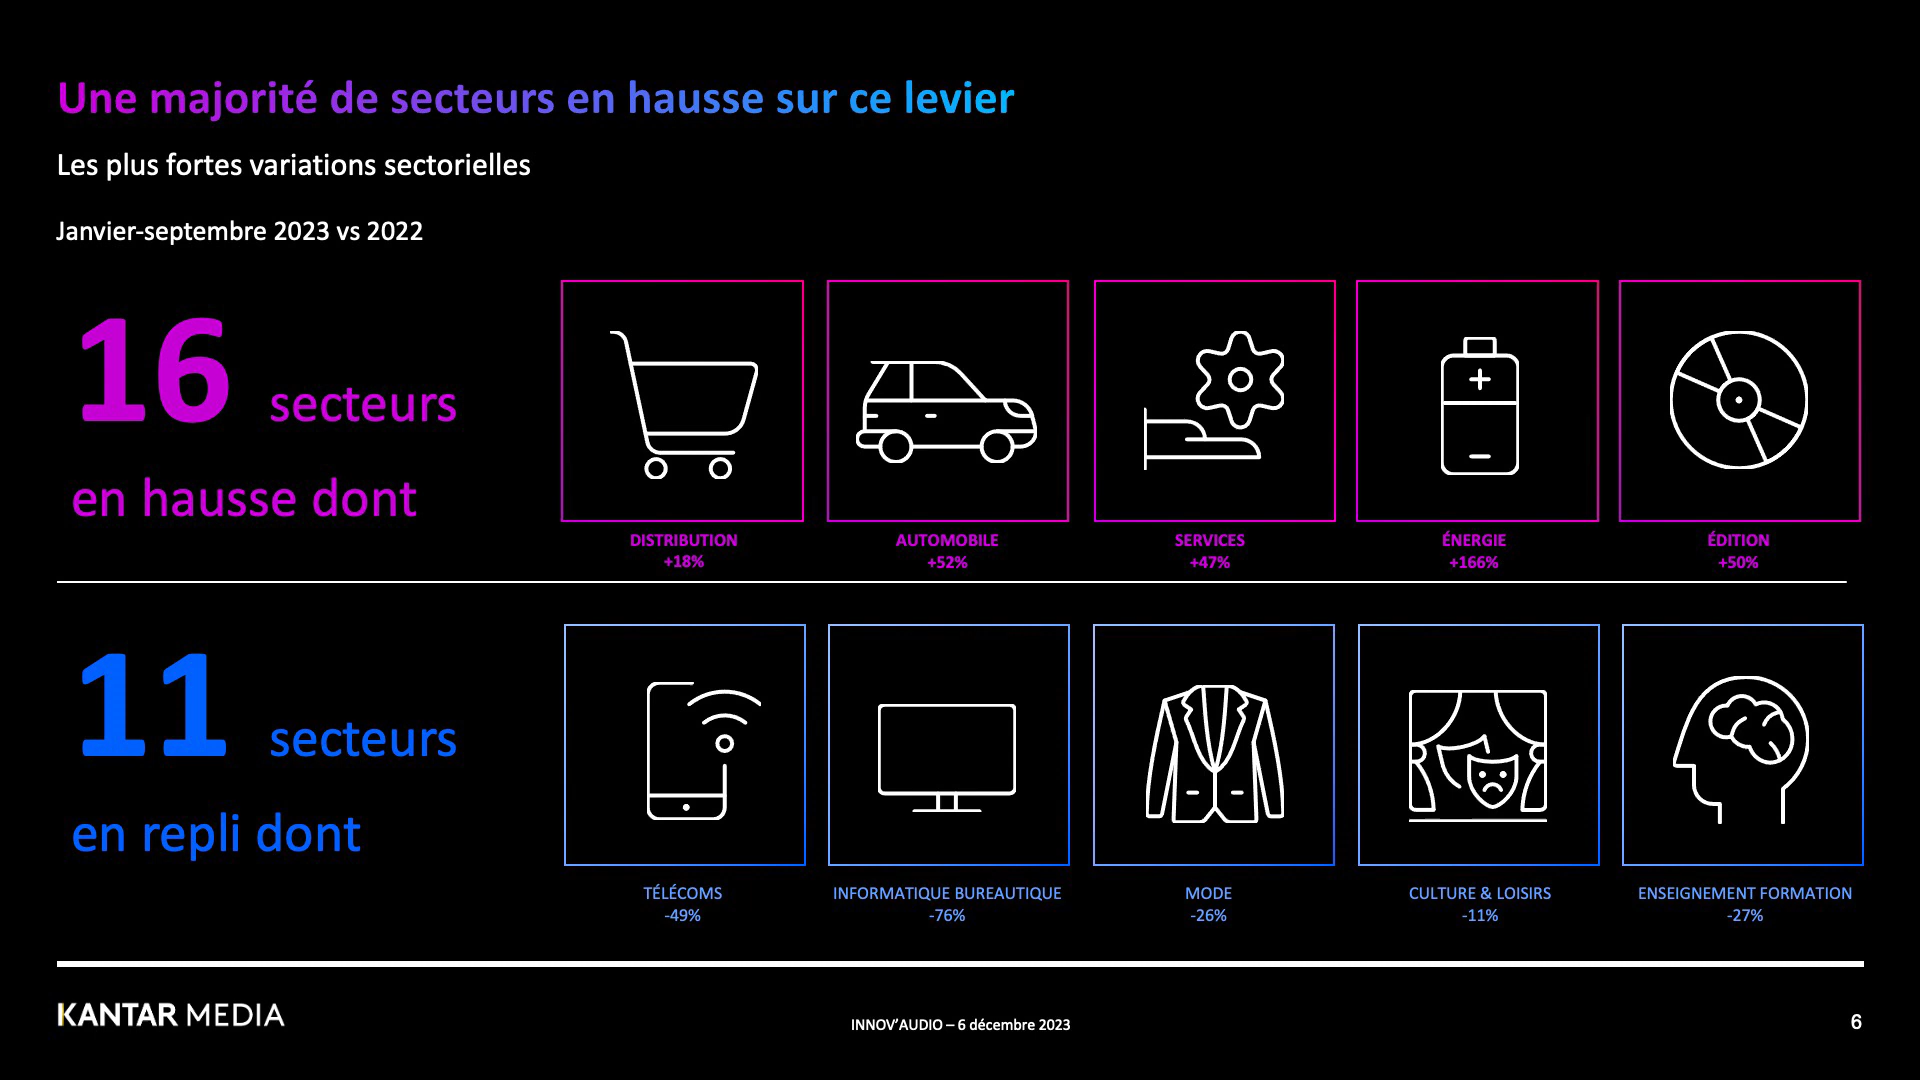 Une majorité de secteurs en hausse sur ce levier
Les plus fortes variations sectorielles
Janvier-septembre 2023 vs 2022
16 secteurs
en hausse dont
DISTRIBUTION
+18%
AUTOMOBILE
+52%
SERVICES
+47%
ÉNERGIE
+166%
ÉDITION
+50%
11 secteurs
en repli dont
TÉLÉCOMS
-49%
INFORMATIQUE BUREAUTIQUE
-76%
MODE
-26%
CULTURE & LOISIRS
-11%
ENSEIGNEMENT FORMATION
-27%
KANTAR MEDIA
INNOV’AUDIO – 6 décembre 2023
6